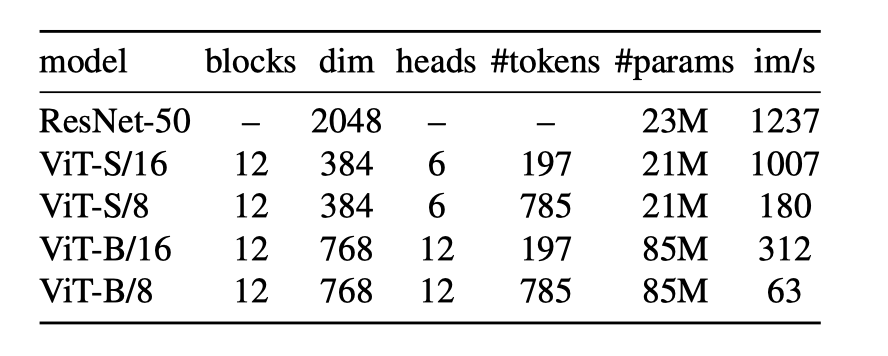 model blocks dim heads #tokens #params im/s
ResNet-50 – 2048 – – 23M 1237
ViT-S/16 12 384 6 197 21M 1007
ViT-S/8 12 384 6 785 21M 180
ViT-B/16 12 768 12 197 85M 312
ViT-B/8 12 768 12 785 85M 63